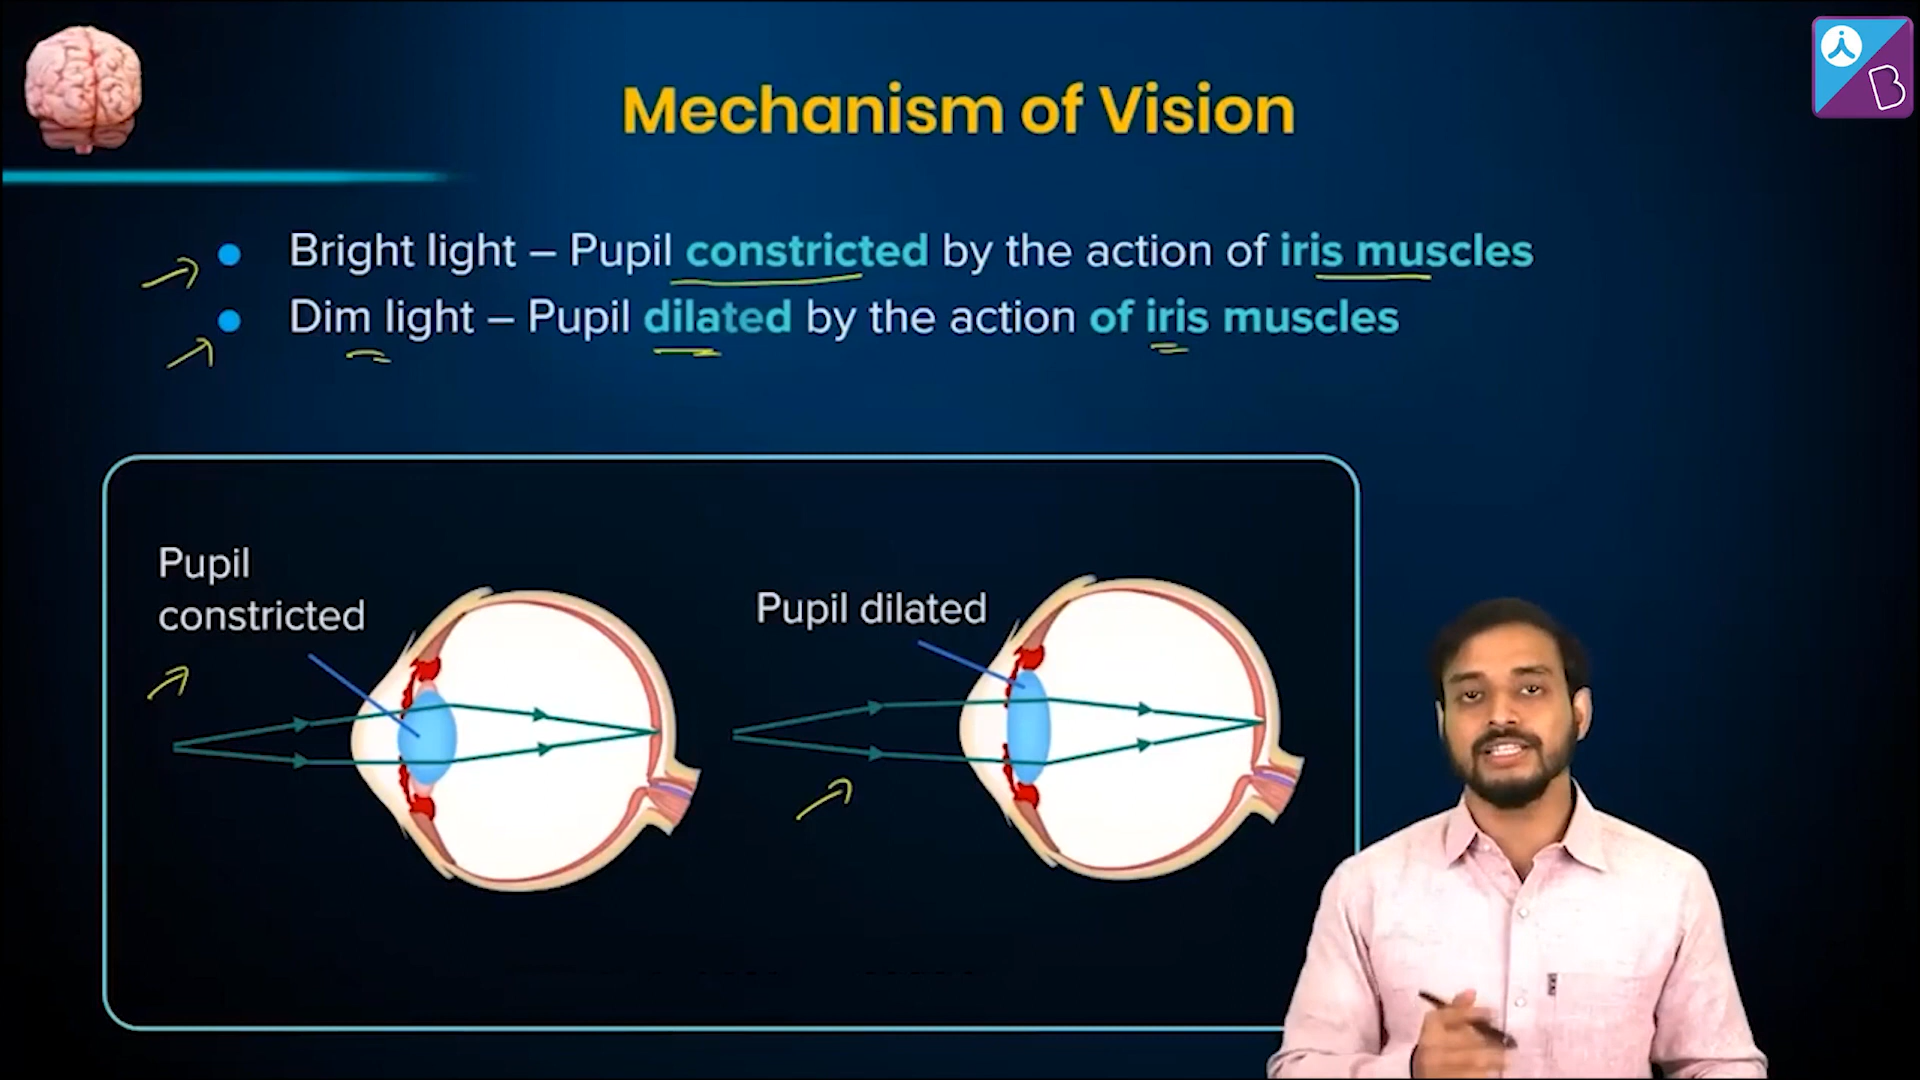 Mechanism of Vision
Bright light – Pupil constricted by the action of iris muscles
Dim light – Pupil dilated by the action of iris muscles
Pupil
constricted
Pupil dilated
B